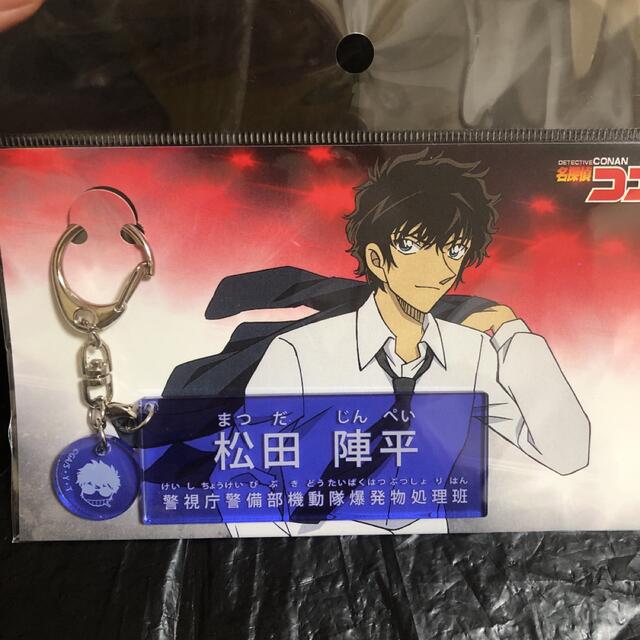 DETECTIVE CONAN
名探偵コ
まつ だ じん ぺい
松田 陣平
けい し ちょうけい び ぶ き どうたいばくはつ ぶつしょ り はん
警視庁警備部機動隊爆発物処理班